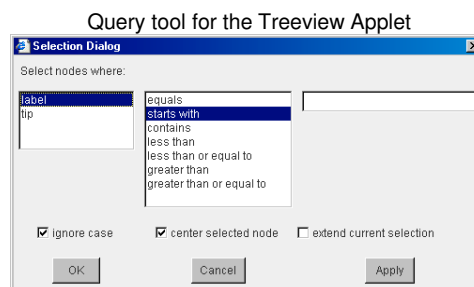 Query tool for the Treeview Applet
Selection Dialog
Select nodes where:
label
tip
equals
starts with
contains
less than
less than or equal to
greater than
greater than or equal to
ignore case
center selected node
extend current selection
OK
Cancel
Apply